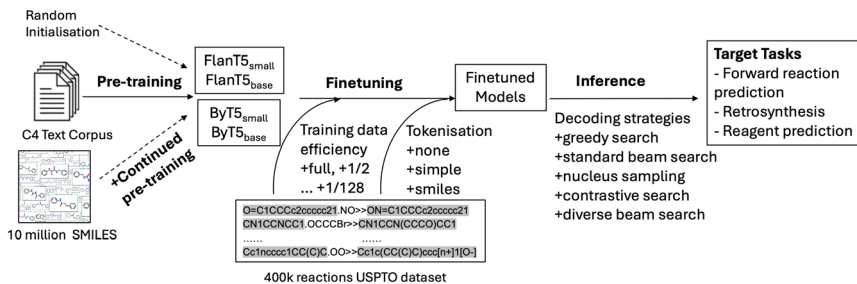 Random
Initialisation
Pre-training
C4 Text Corpus
+Continued
pre-training
10 million SMILES
FlanT5small
FlanT5base
ByT5small
ByT5base
Finetuning
Training data
efficiency
+full, +1/2
... +1/128
Tokenisation
+none
+simple
+smiles
O=C1CCCc2ccccc21.NO>>ON=C1CCCc2ccccc21
CN1CCNCC1.OCCCBr>>CN1CCN(CCCO)CC1
...... ......
Cc1ncccc1CC(C)C.OO>>Cc1c(CC(C)C)ccc[n+]1[O-]
400k reactions USPTO dataset
Finetuned
Models
Inference
Decoding strategies
+greedy search
+standard beam search
+nucleus sampling
+contrastive search
+diverse beam search
Target Tasks
- Forward reaction
prediction
- Retrosynthesis
- Reagent prediction